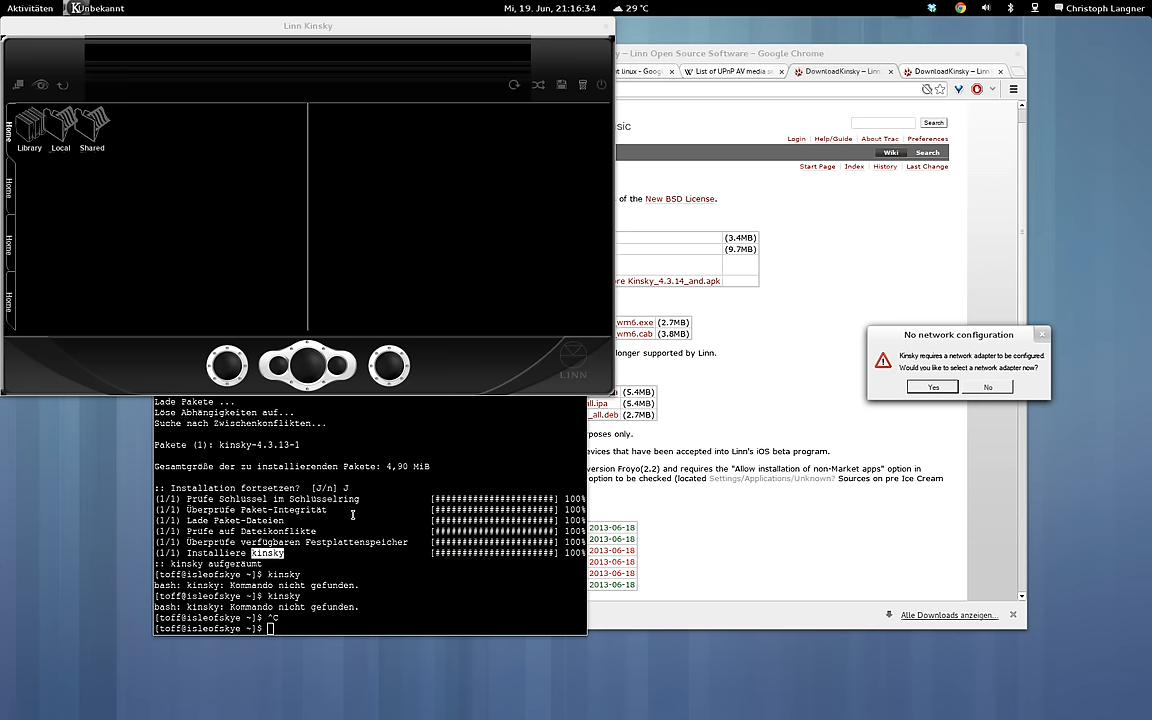 Aktivitäten
Unbekannt
Mi, 19. Jun, 21:16:34
29 °C
Christoph Langner
Linn Kinsky
Home
Library
_Local
Shared
Home
Home
Home
LINN
– Linn Open Source Software – Google Chrome
t linux - Goog
List of UPnP AV media s
DownloadKinsky – Linn
DownloadKinsky – Linn
sic
Search
Login
Help/Guide
About Trac
Preferences
Wiki
Search
Start Page
Index
History
Last Change
of the New BSD License.
(3.4MB)
(9.7MB)
re Kinsky_4.3.14_and.apk
wm6.exe (2.7MB)
wm6.cab (3.8MB)
longer supported by Linn.
(5.4MB)
ll.ipa (5.4MB)
_all.deb (2.7MB)
poses only.
evices that have been accepted into Linn's iOS beta program.
version Froyo(2.2) and requires the "Allow installation of non-Market apps" option in
option to be checked (located Settings/Applications/Unknown? Sources on pre Ice Cream
2013-06-18
2013-06-18
2013-06-18
2013-06-18
2013-06-18
2013-06-18
Alle Downloads anzeigen...
No network configuration
Kinsky requires a network adapter to be configured.
Would you like to select a network adapter now?
Yes
No
Lade Pakete ...
Löse Abhängigkeiten auf...
Suche nach Zwischenkonflikten...
Pakete (1): kinsky-4.3.13-1
Gesamtgröße der zu installierenden Pakete: 4,90 MiB
:: Installation fortsetzen? [J/n] J
(1/1) Prüfe Schlüssel im Schlüsselring [######################] 100%
(1/1) Überprüfe Paket-Integrität [######################] 100%
(1/1) Lade Paket-Dateien [######################] 100%
(1/1) Prüfe auf Dateikonflikte [######################] 100%
(1/1) Überprüfe verfügbaren Festplattenspeicher [######################] 100%
(1/1) Installiere kinsky [######################] 100%
:: kinsky aufgeräumt
[toff@isleofskye ~]$ kinsky
bash: kinsky: Kommando nicht gefunden.
[toff@isleofskye ~]$ kinsky
bash: kinsky: Kommando nicht gefunden.
[toff@isleofskye ~]$ ^C
[toff@isleofskye ~]$